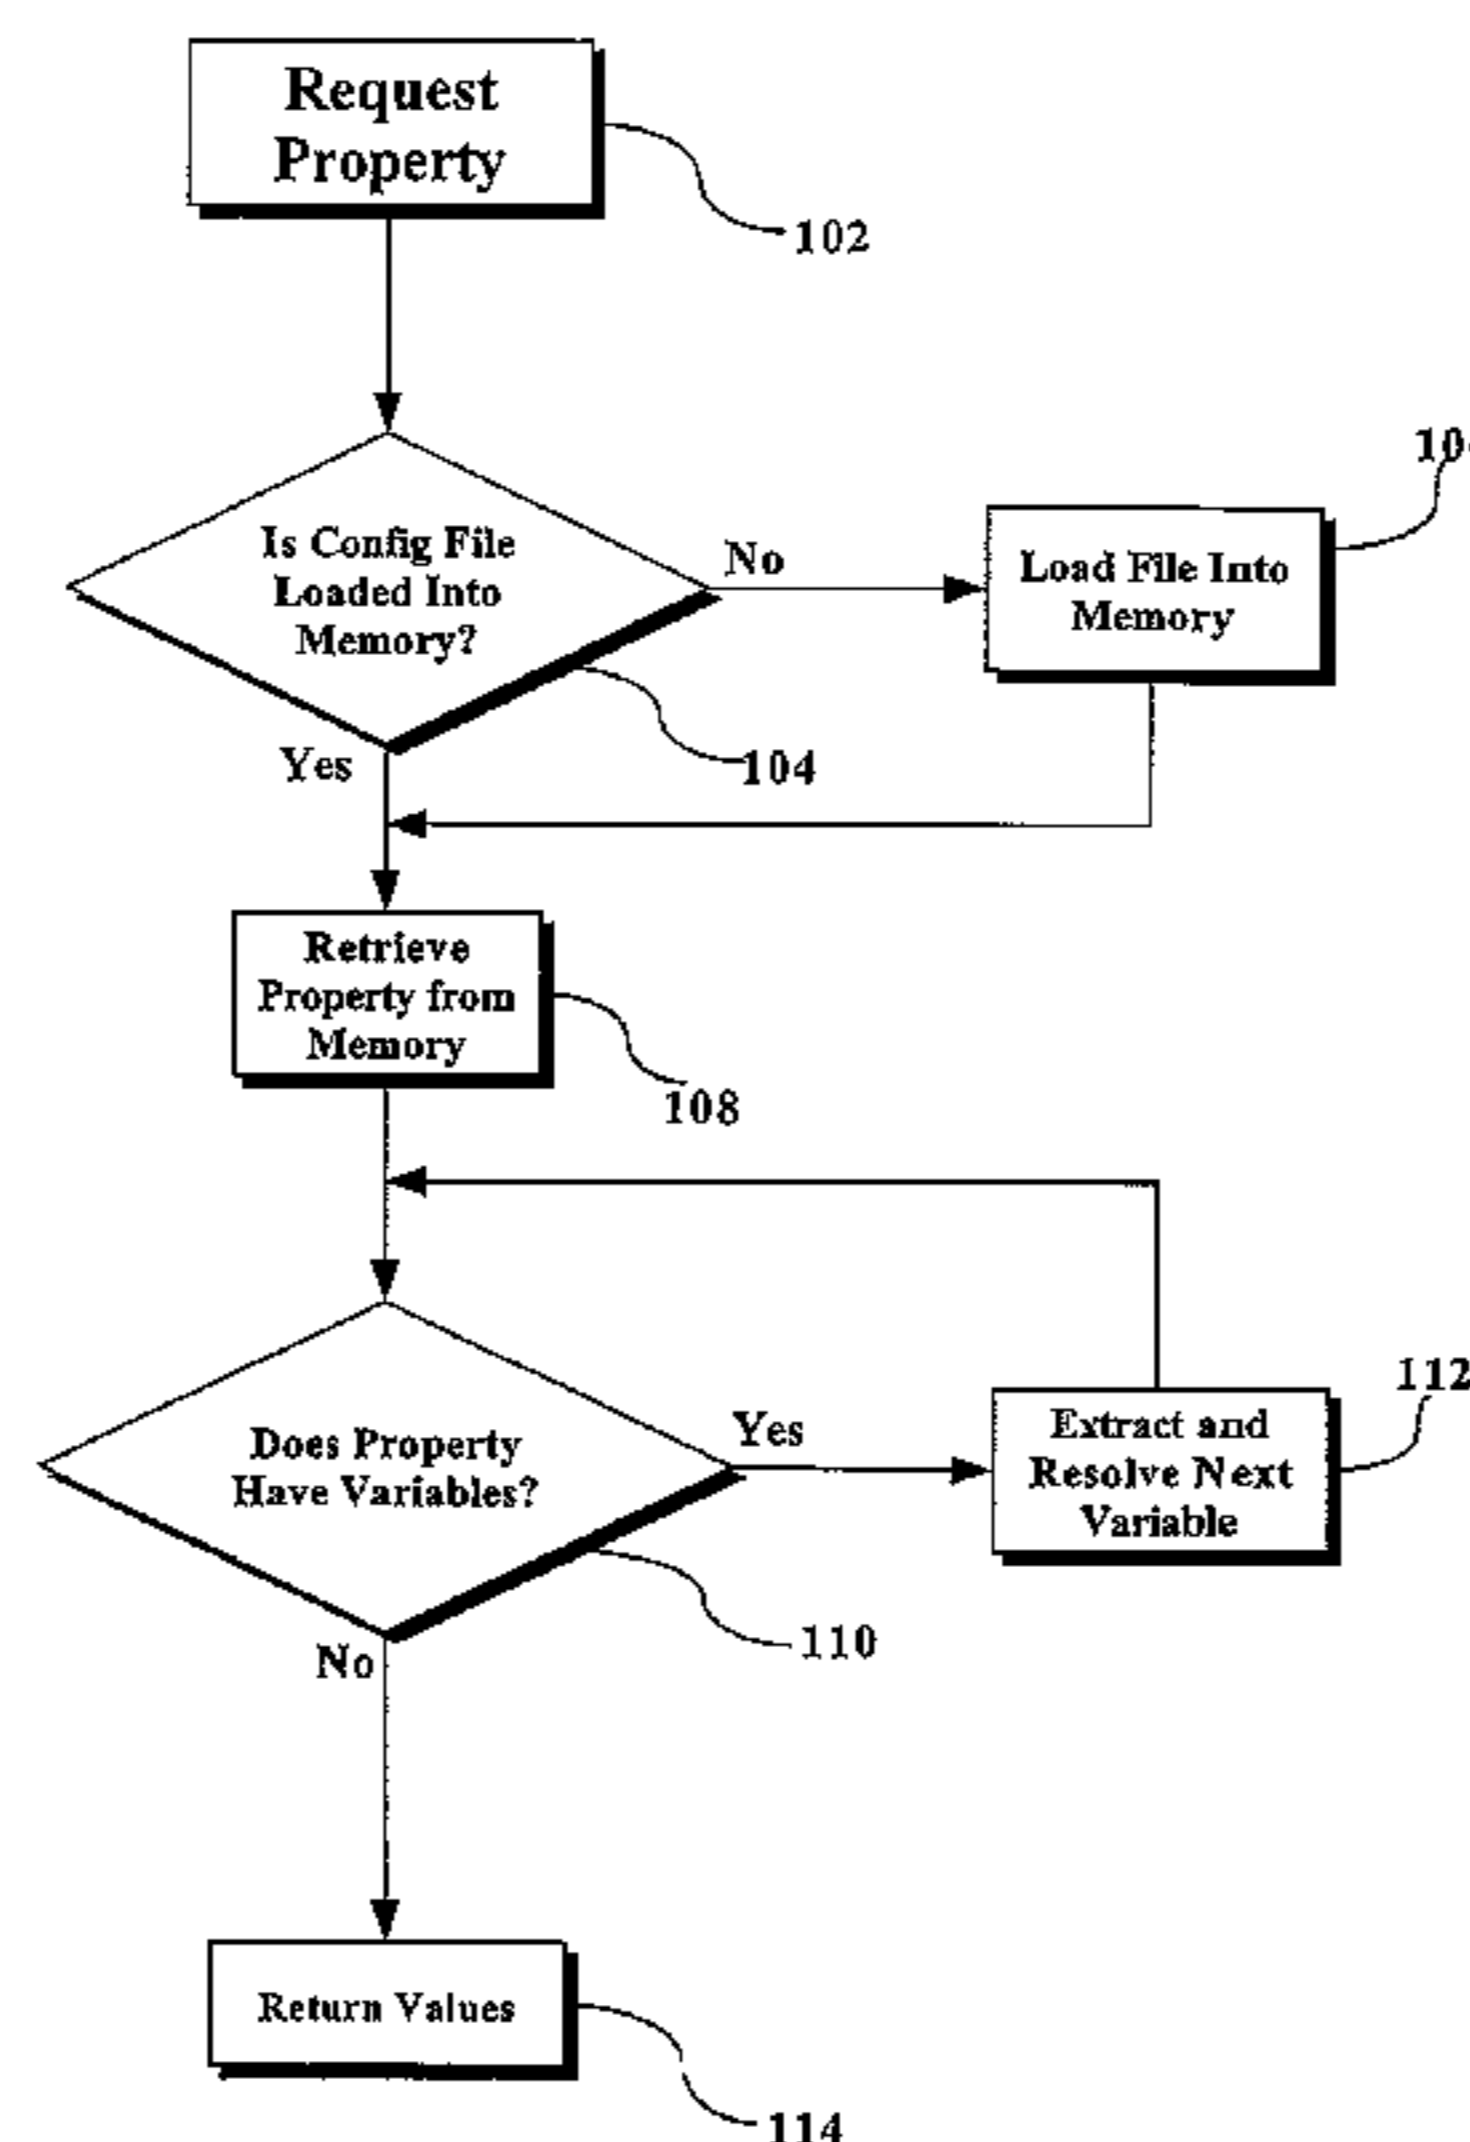 Request
Property
102
Is Config File
Loaded Into
Memory?
No
Load File Into
Memory
Yes
104
Retrieve
Property from
Memory
108
Does Property
Have Variables?
Yes
Extract and
Resolve Next
Variable
112
110
No
Return Values
114